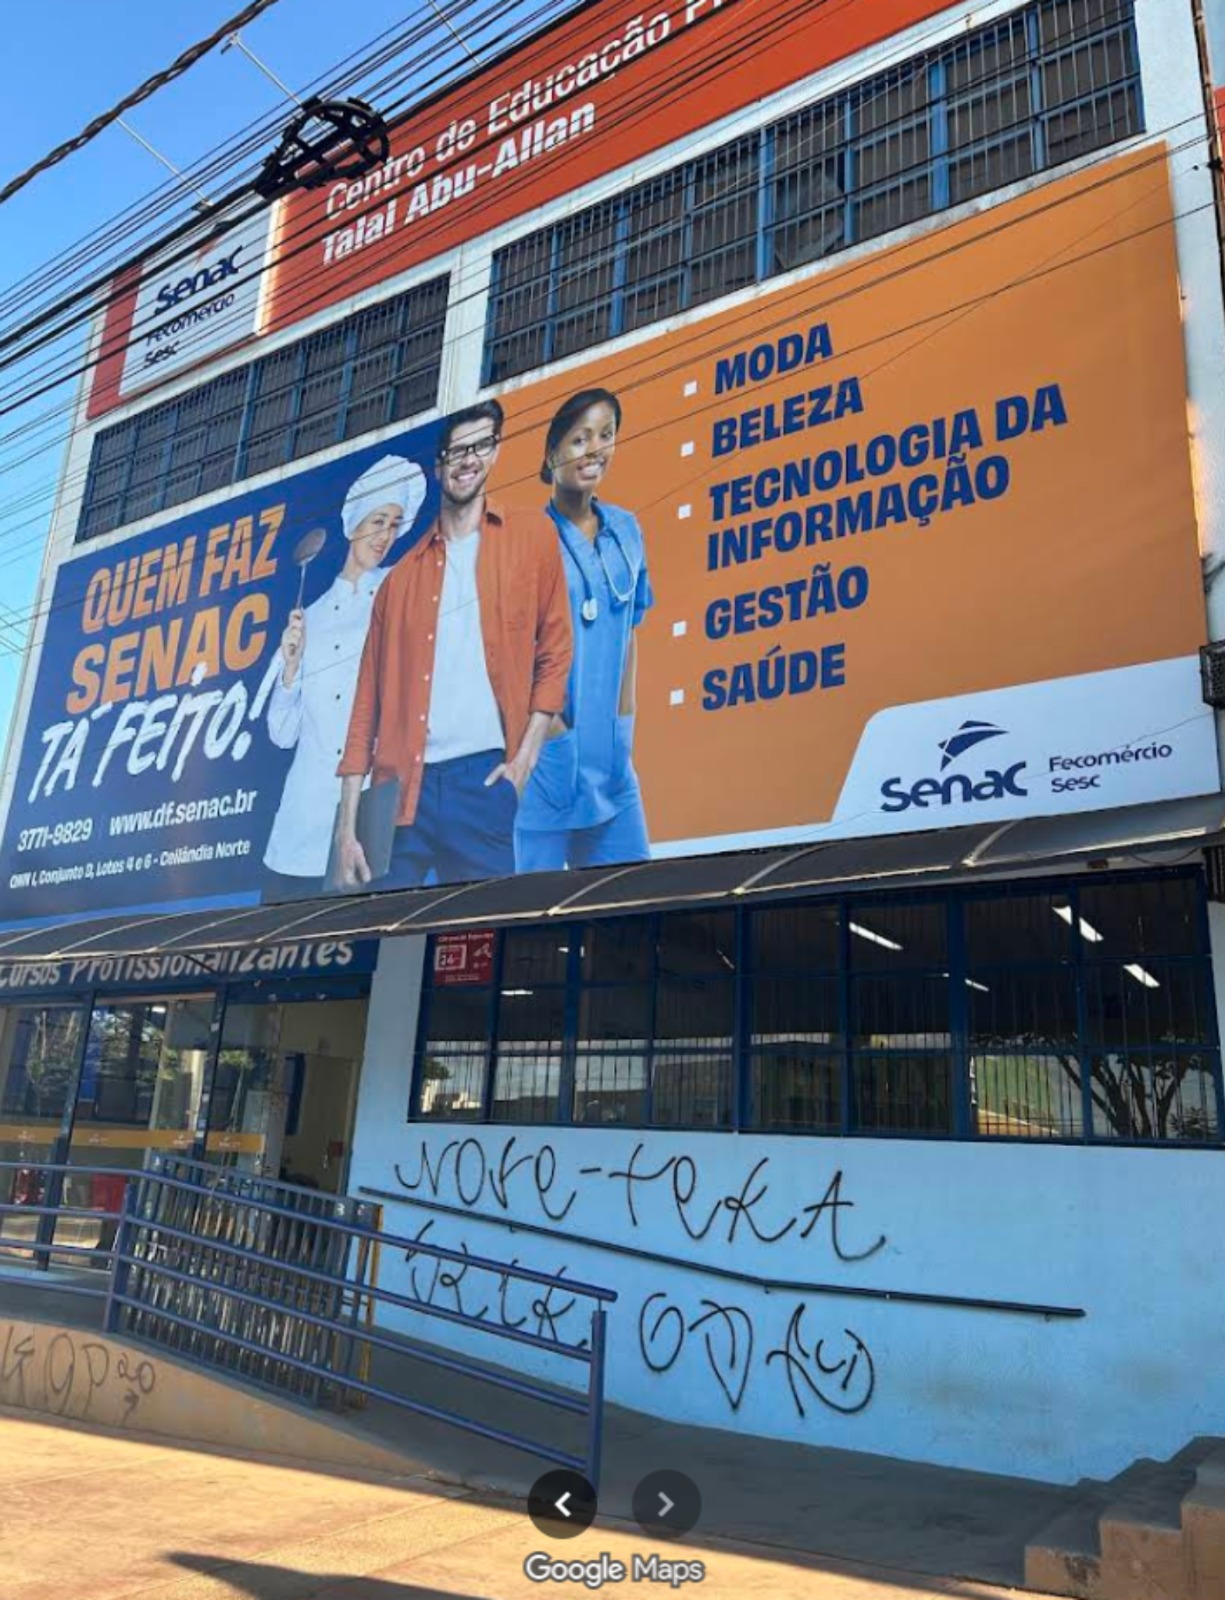 Centro de Educação
Talal Abu-Allan
Senac
Fecomércio
Sesc
QUEM FAZ
SENAC
TÁ FEITO!
3771-9829 | www.df.senac.br
QNN 1, Conjunto D, Lotes 4 e 6 - Ceilândia Norte
MODA
BELEZA
TECNOLOGIA DA
INFORMAÇÃO
GESTÃO
SAÚDE
Senac
Fecomércio
Sesc
Cursos Profissionalizantes
Google Maps